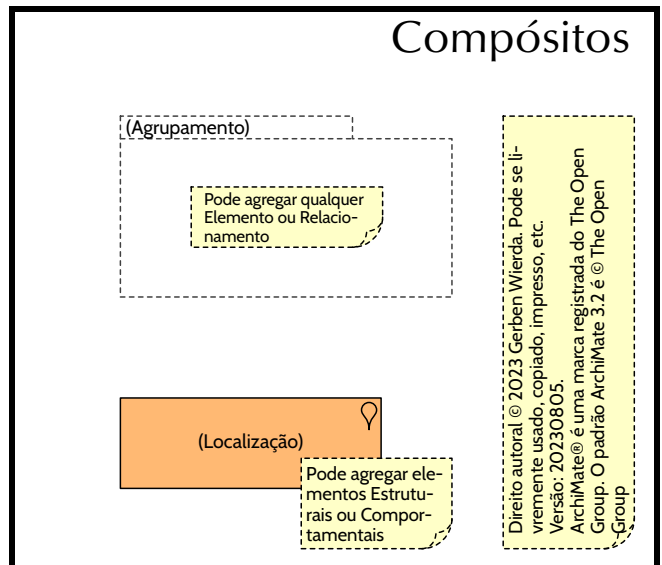 Compósitos
(Agrupamento)
Pode agregar qualquer
Elemento ou Relacio-
namento
(Localização)
Pode agregar ele-
mentos Estrutu-
rais ou Compor-
tamentais
Direito autoral © 2023 Gerben Wierda. Pode se li-
vremente usado, copiado, impresso, etc.
Versão: 20230805.
ArchiMate® é uma marca registrada do The Open
Group. O padrão ArchiMate 3.2 é © The Open
Group